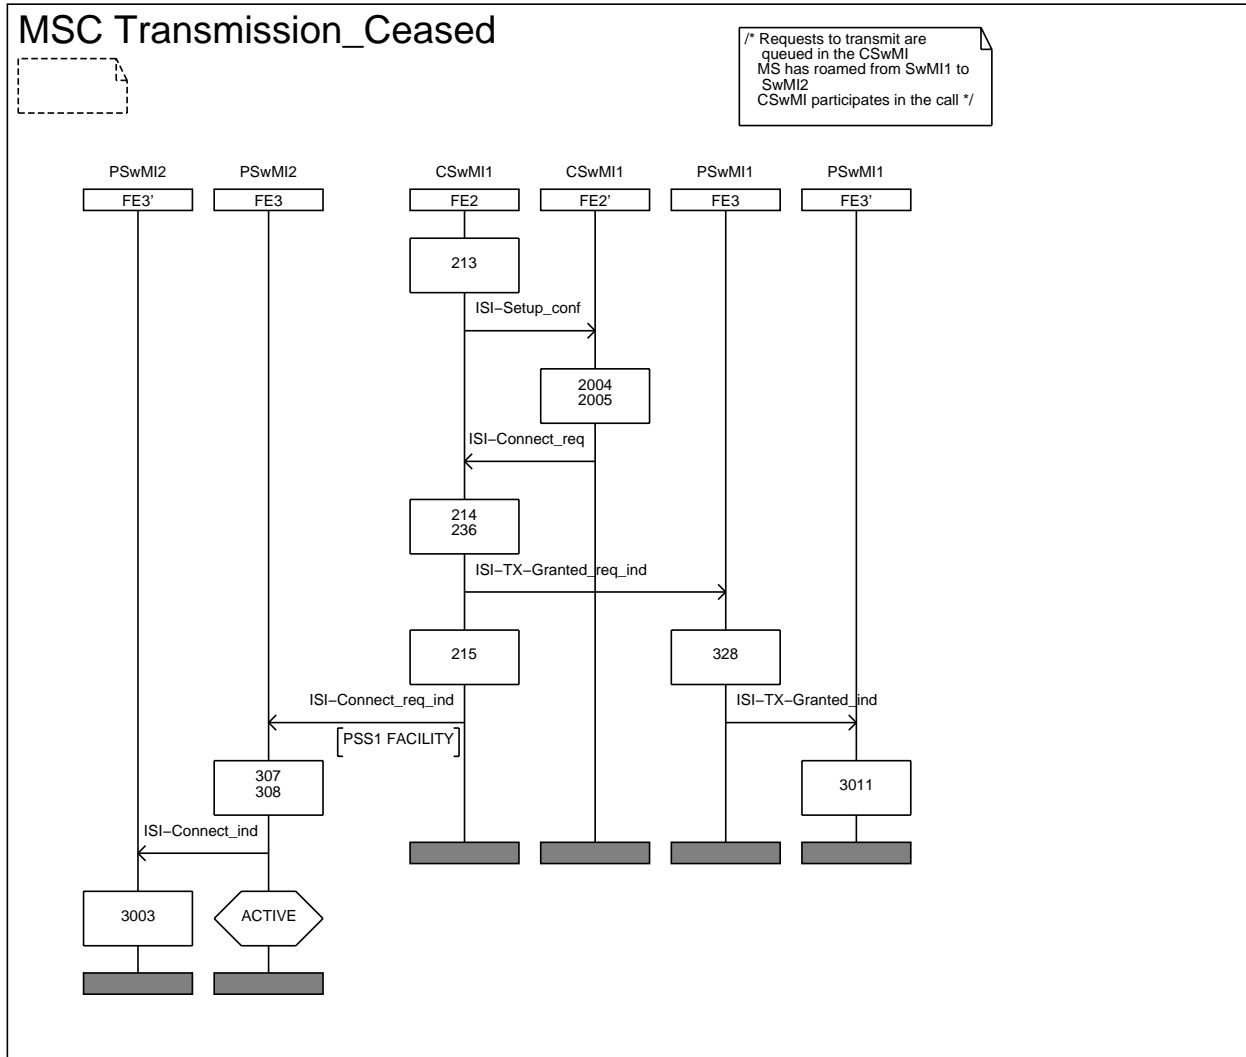 MSC Transmission_Ceased
/* Requests to transmit are
queued in the CSwMI
MS has roamed from SwMI1 to
SwMI2
CSwMI participates in the call */
PSwMI2 PSwMI2 CSwMI1 CSwMI1 PSwMI1 PSwMI1
FE3' FE3 FE2 FE2' FE3 FE3'
213
ISI−Setup_conf
2004
2005
ISI−Connect_req
214
236
ISI−TX−Granted_req_ind
215 328
ISI−Connect_req_ind ISI−TX−Granted_ind
PSS1 FACILITY
307
308
3011
ISI−Connect_ind
3003 ACTIVE